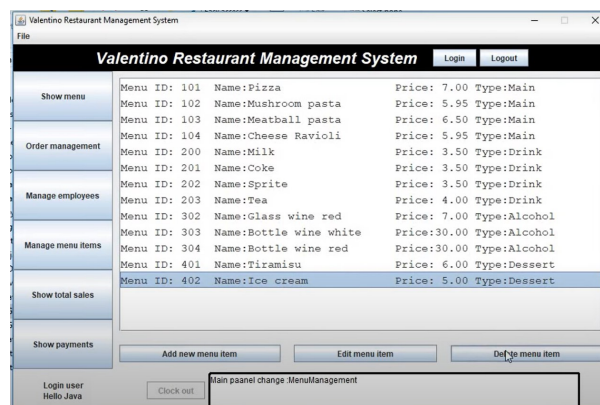 Valentino Restaurant Management System
File
Valentino Restaurant Management System
Login
Logout
Show menu
Order management
Manage employees
Manage menu items
Show total sales
Show payments
Menu ID: 101 Name:Pizza Price: 7.00 Type:Main
Menu ID: 102 Name:Mushroom pasta Price: 5.95 Type:Main
Menu ID: 103 Name:Meatball pasta Price: 6.50 Type:Main
Menu ID: 104 Name:Cheese Ravioli Price: 5.95 Type:Main
Menu ID: 200 Name:Milk Price: 3.50 Type:Drink
Menu ID: 201 Name:Coke Price: 3.50 Type:Drink
Menu ID: 202 Name:Sprite Price: 3.50 Type:Drink
Menu ID: 203 Name:Tea Price: 4.00 Type:Drink
Menu ID: 302 Name:Glass wine red Price: 7.00 Type:Alcohol
Menu ID: 303 Name:Bottle wine white Price:30.00 Type:Alcohol
Menu ID: 304 Name:Bottle wine red Price:30.00 Type:Alcohol
Menu ID: 401 Name:Tiramisu Price: 6.00 Type:Dessert
Menu ID: 402 Name:Ice cream Price: 5.00 Type:Dessert
Add new menu item
Edit menu item
Delete menu item
Login user
Hello Java
Clock out
Main paanel change :MenuManagement